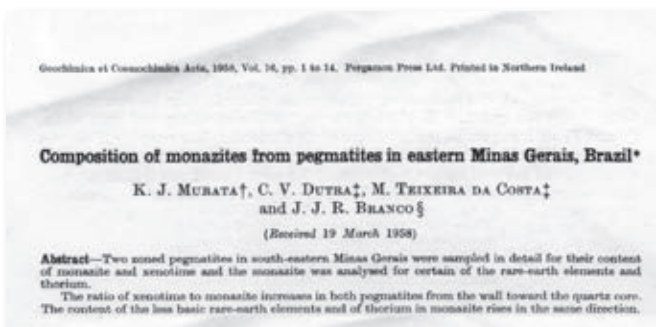 Geochimica et Cosmochimica Acta, 1958, Vol. 16, pp. 1 to 14. Pergamon Press Ltd. Printed in Northern Ireland
Composition of monazites from pegmatites in eastern Minas Gerais, Brazil*
K. J. MURATA†, C. V. DUTRA‡, M. TEIXEIRA DA COSTA‡
and J. J. R. BRANCO§
(Received 19 March 1958)
Abstract—Two zoned pegmatites in south-eastern Minas Gerais were sampled in detail for their content
of monazite and xenotime and the monazite was analysed for certain of the rare-earth elements and
thorium.
The ratio of xenotime to monazite increases in both pegmatites from the wall toward the quartz core.
The content of the less basic rare-earth elements and of thorium in monazite rises in the same direction.